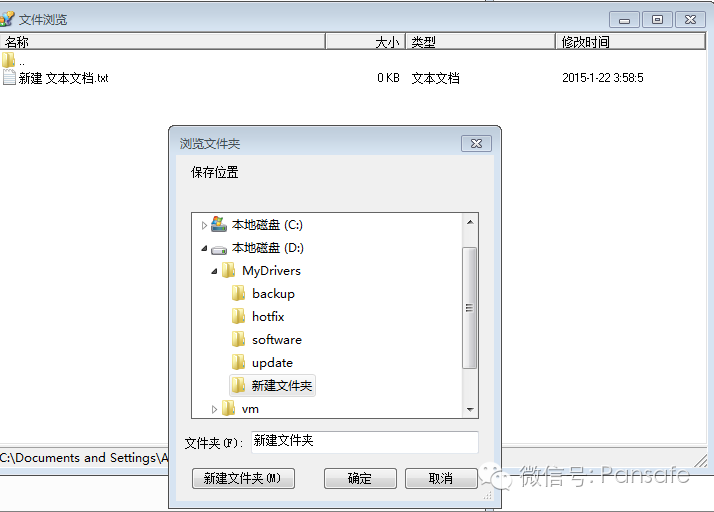 文件浏览
名称 大小 类型 修改时间
..
新建 文本文档.txt 0 KB 文本文档 2015-1-22 3:58:5
浏览文件夹
保存位置
本地磁盘 (C:)
本地磁盘 (D:)
MyDrivers
backup
hotfix
software
update
新建文件夹
vm
文件夹(F): 新建文件夹
C:\Documents and Settings\A
新建文件夹(M) 确定 取消
微信号: Pansafe